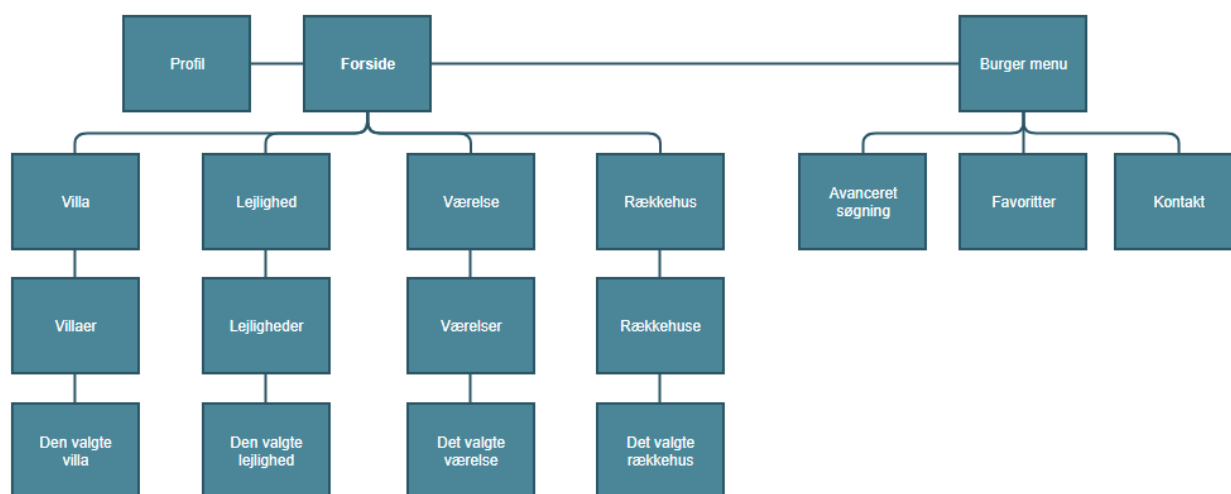 Profil
Forside
Burger menu
Villa
Lejlighed
Værelse
Rækkehus
Avanceret
søgning
Favoritter
Kontakt
Villaer
Lejligheder
Værelser
Rækkehuse
Den valgte
villa
Den valgte
lejlighed
Det valgte
værelse
Det valgte
rækkehus